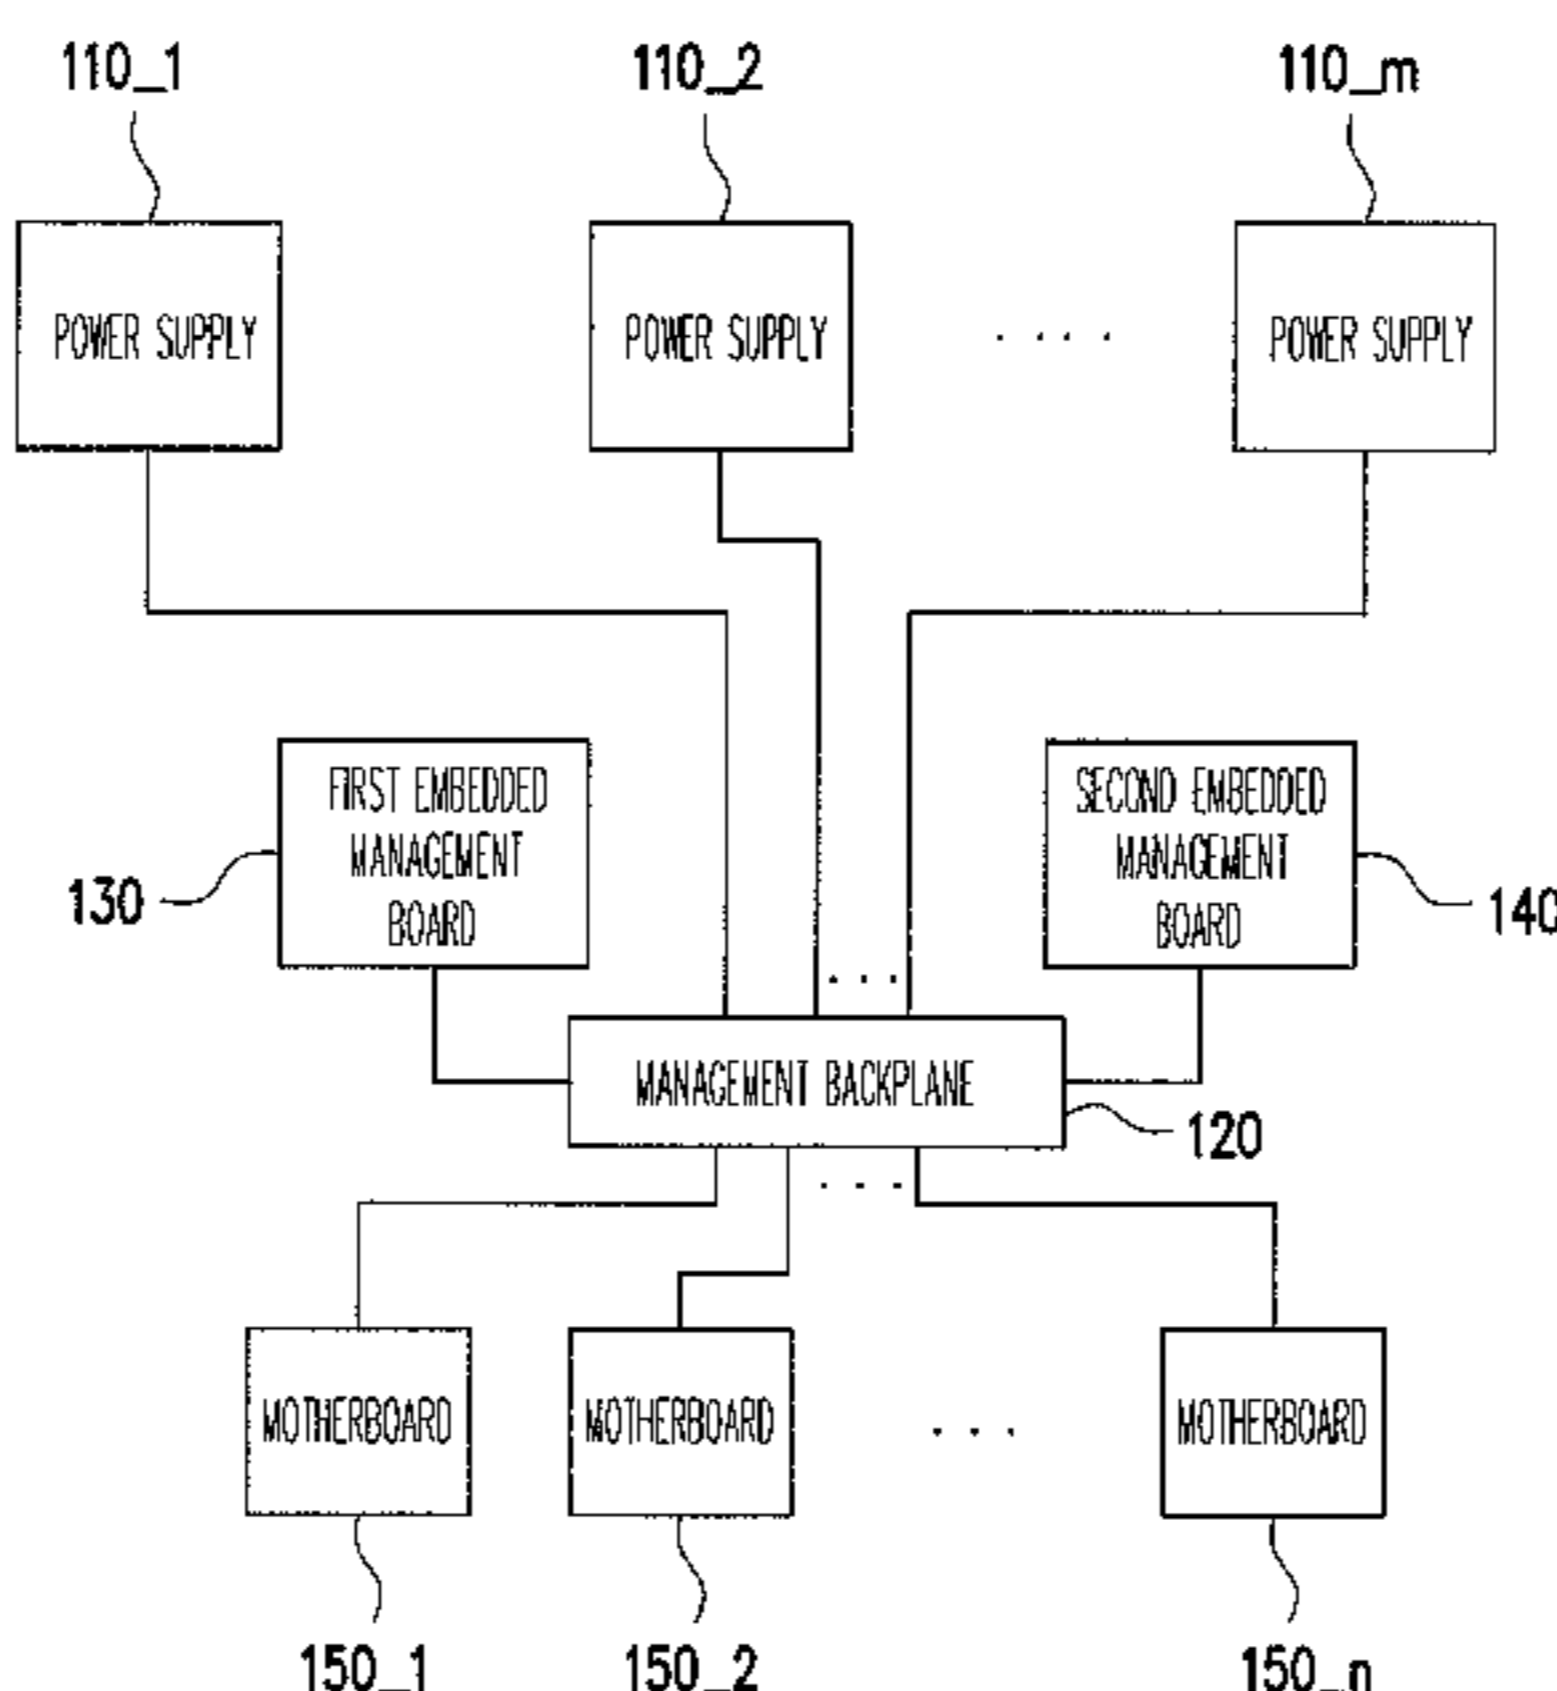 110_1
110_2
110_m
POWER SUPPLY
POWER SUPPLY
. . . .
POWER SUPPLY
FIRST EMBEDDED
MANAGEMENT
BOARD
130
SECOND EMBEDDED
MANAGEMENT
BOARD
140
. . .
MANAGEMENT BACKPLANE
120
. . .
MOTHERBOARD
MOTHERBOARD
. . .
MOTHERBOARD
150_1
150_2
150_n